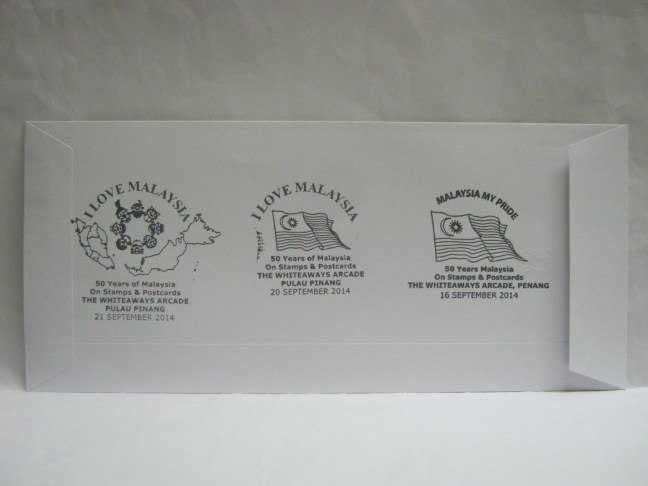 I LOVE MALAYSIA
50 Years of Malaysia
On Stamps & Postcards
THE WHITEAWAYS ARCADE
PULAU PINANG
21 SEPTEMBER 2014
I LOVE MALAYSIA
50 Years of Malaysia
On Stamps & Postcards
THE WHITEAWAYS ARCADE
PULAU PINANG
20 SEPTEMBER 2014
MALAYSIA MY PRIDE
50 Years Malaysia
On Stamps & Postcards
THE WHITEAWAYS ARCADE, PENANG
16 SEPTEMBER 2014